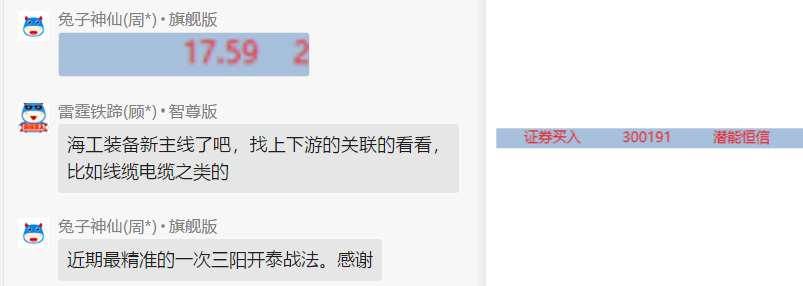 兔子神仙(周*)•旗舰版
17.59 2
雷霆铁蹄(顾*)•智尊版
海工装备新主线了吧，找上下游的关联的看看，
比如线缆电缆之类的
兔子神仙(周*)•旗舰版
近期最精准的一次三阳开泰战法。感谢
证券买入 300191 潜能恒信